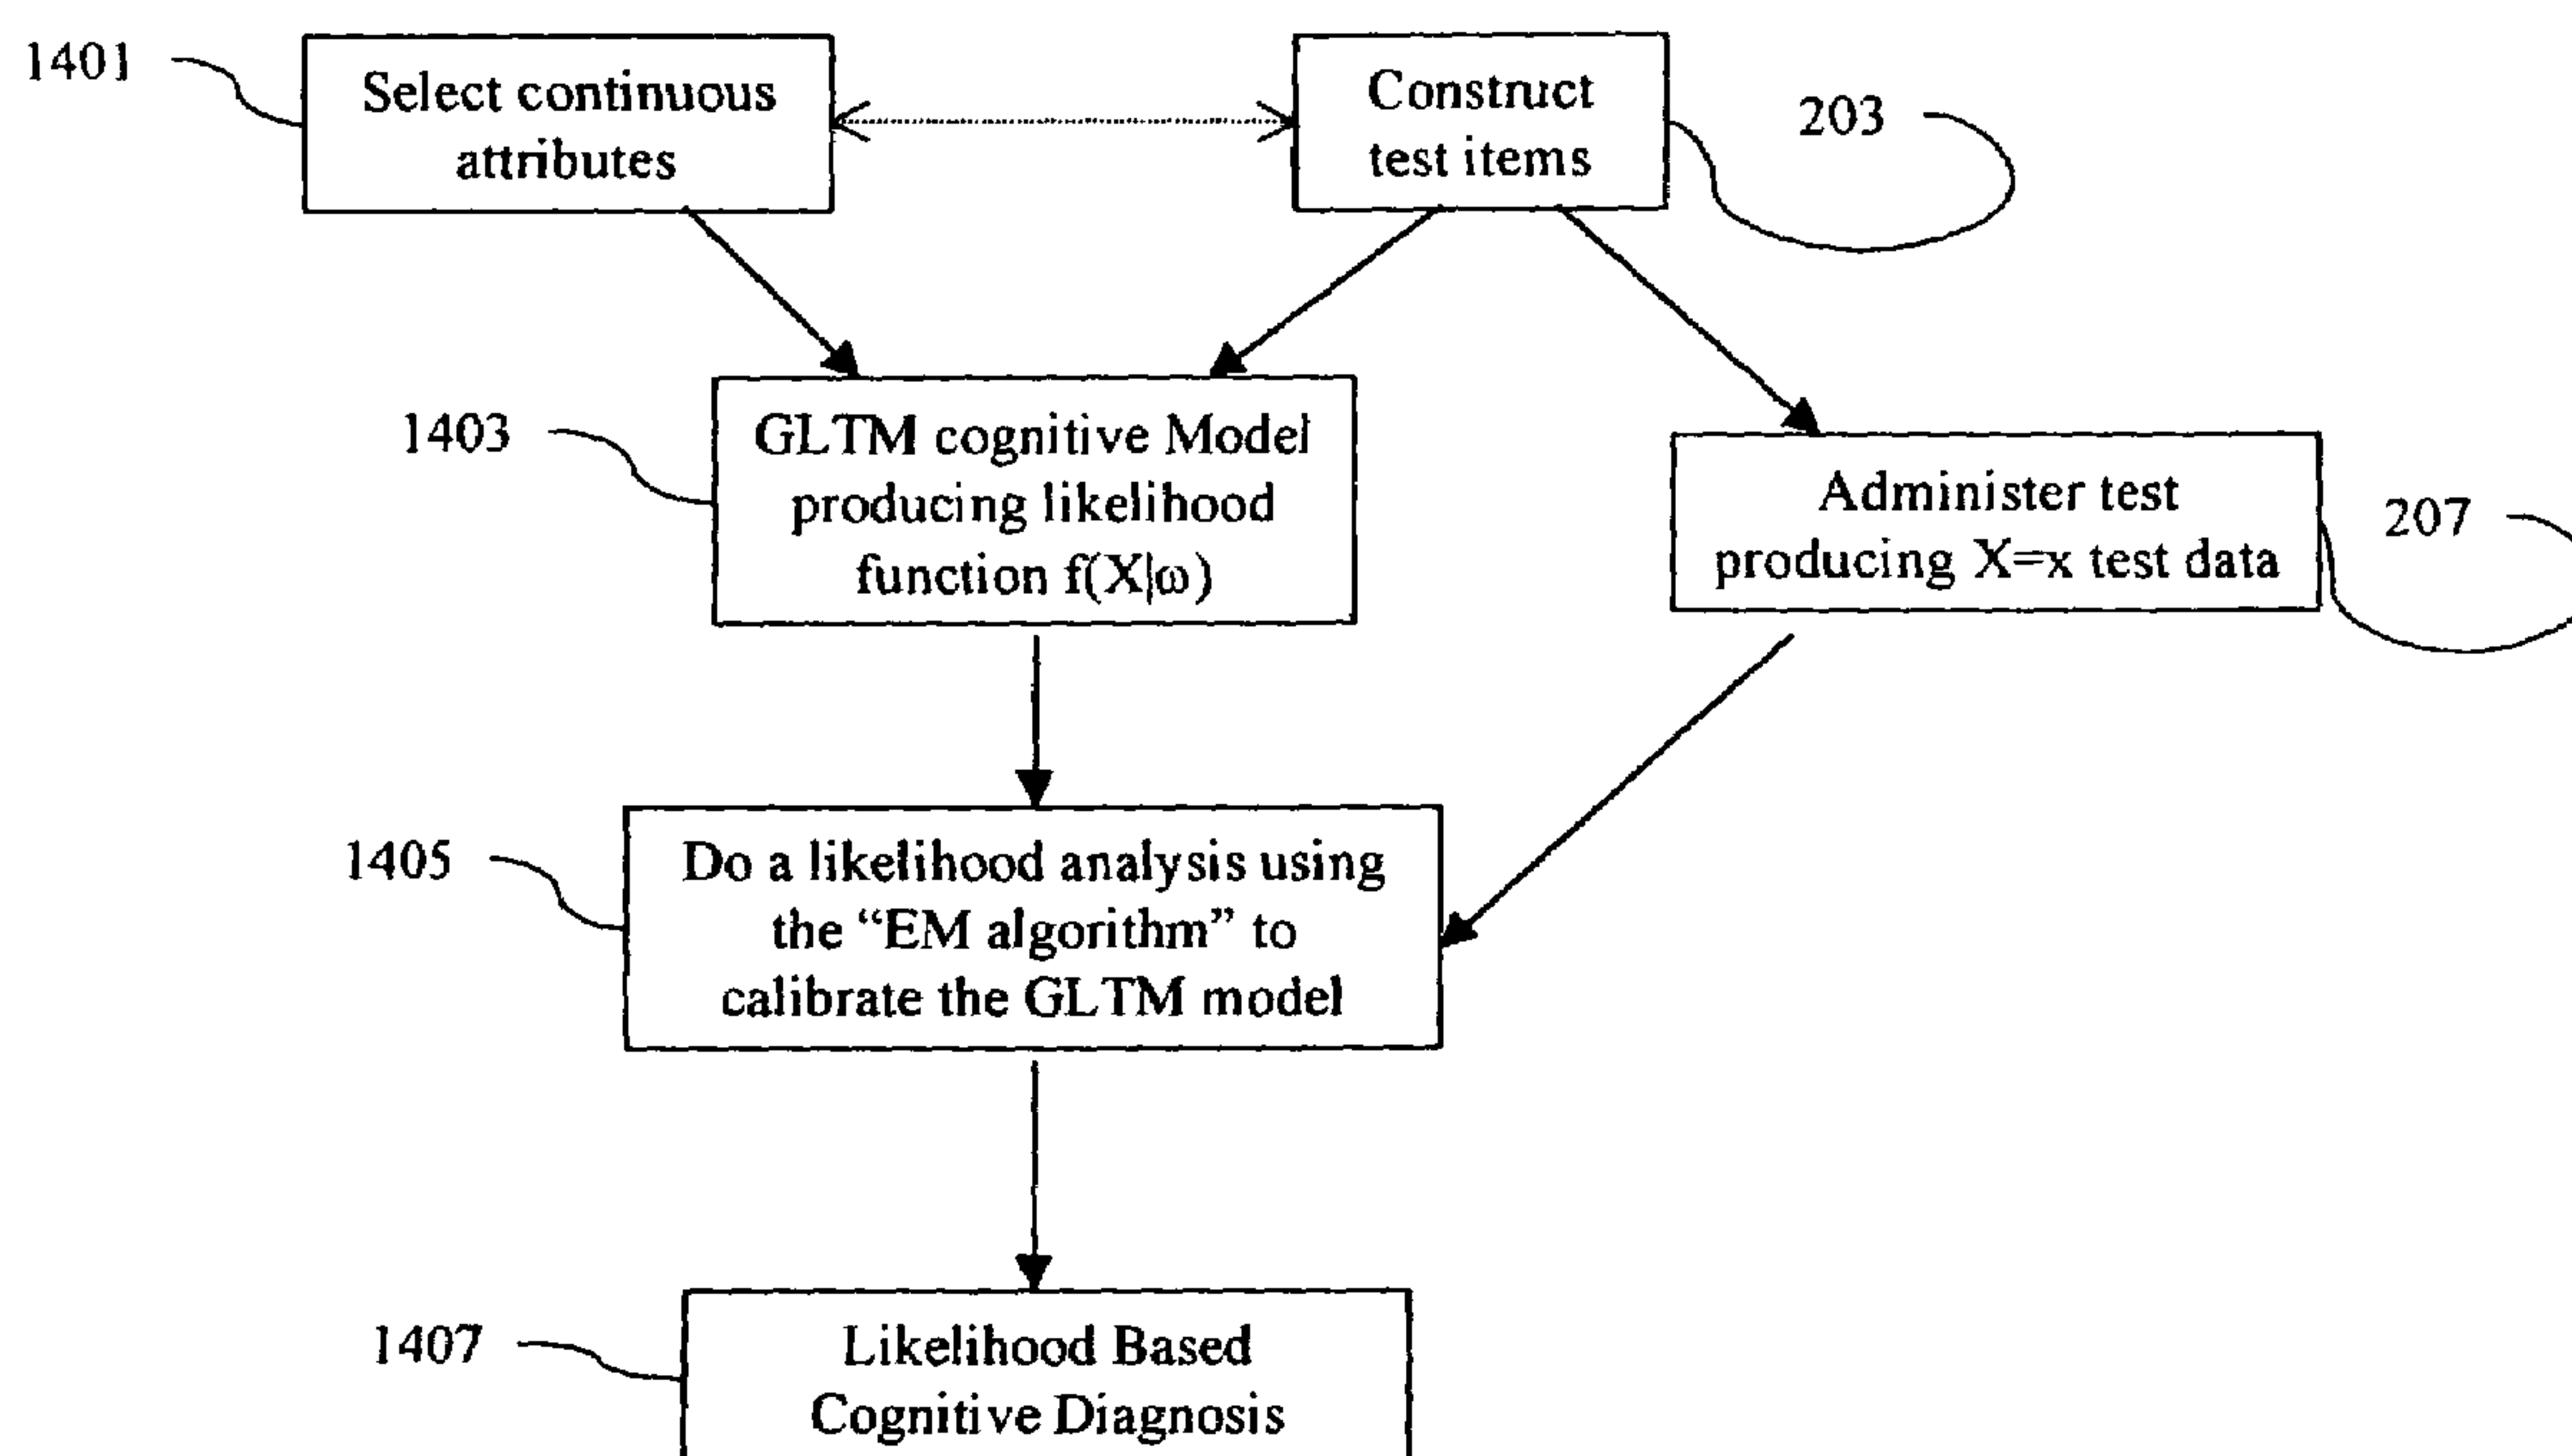 1401
Select continuous
attributes
Construct
test items
203
1403
GLTM cognitive Model
producing likelihood
function f(X|ω)
Administer test
producing X=x test data
207
1405
Do a likelihood analysis using
the “EM algorithm” to
calibrate the GLTM model
1407
Likelihood Based
Cognitive Diagnosis